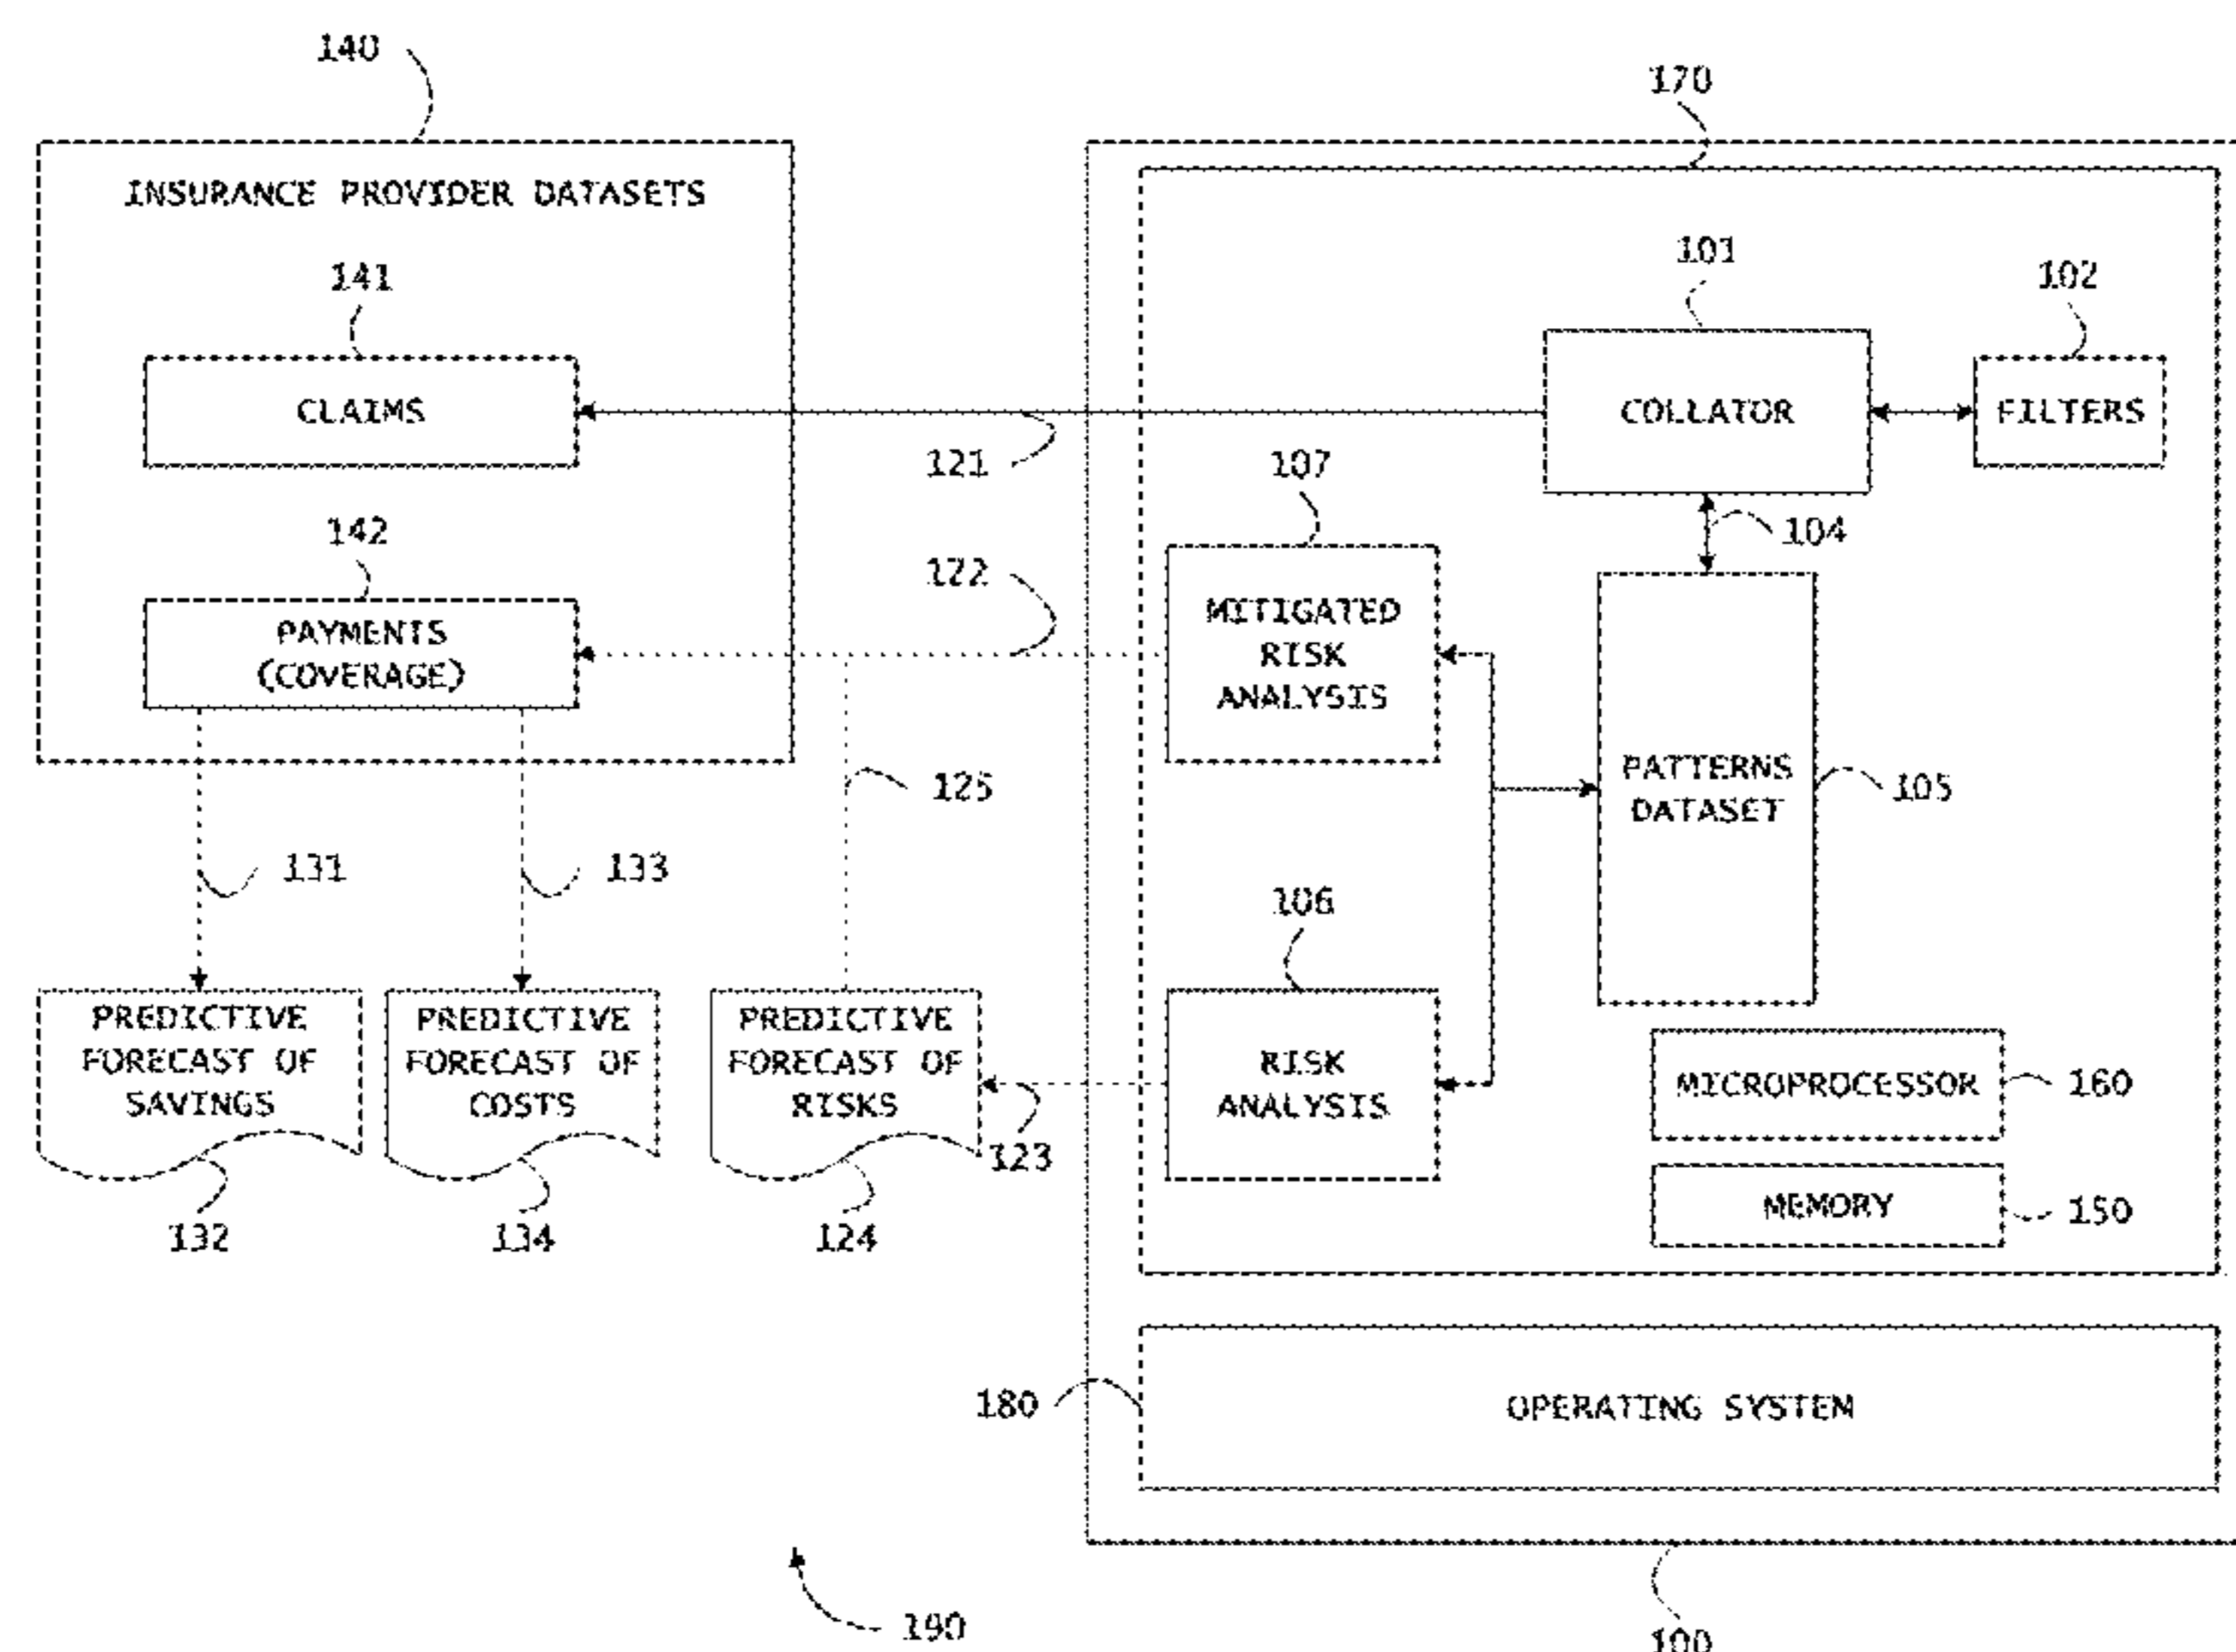 140
170
INSURANCE PROVIDER DATASETS
101
102
141
CLAIMS
COLLATOR
FILTERS
121
107
142
104
122
PAYMENTS
(COVERAGE)
MITIGATED
RISK
ANALYSIS
PATTERNS
DATASET
105
125
131
133
106
PREDICTIVE
FORECAST OF
SAVINGS
PREDICTIVE
FORECAST OF
COSTS
PREDICTIVE
FORECAST OF
RISKS
RISK
ANALYSIS
MICROPROCESSOR
160
123
MEMORY
150
132
134
124
180
OPERATING SYSTEM
190
100